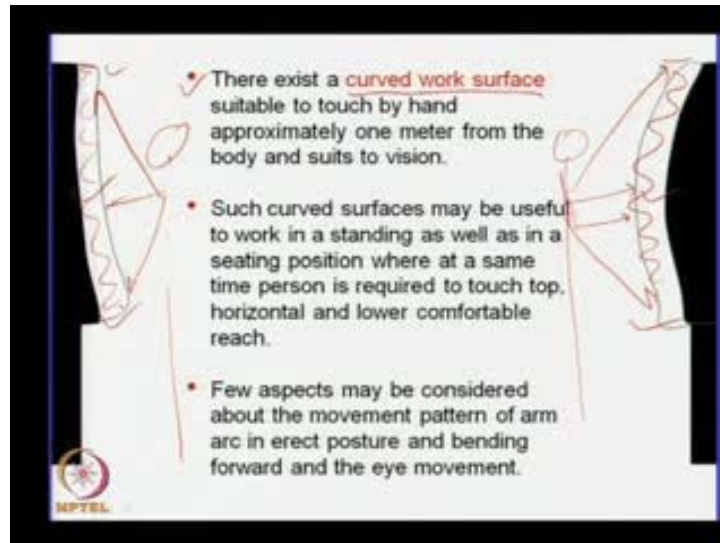 • There exist a curved work surface
suitable to touch by hand
approximately one meter from the
body and suits to vision.
• Such curved surfaces may be useful
to work in a standing as well as in a
seating position where at a same
time person is required to touch top,
horizontal and lower comfortable
reach.
• Few aspects may be considered
about the movement pattern of arm
arc in erect posture and bending
forward and the eye movement.
NPTEL